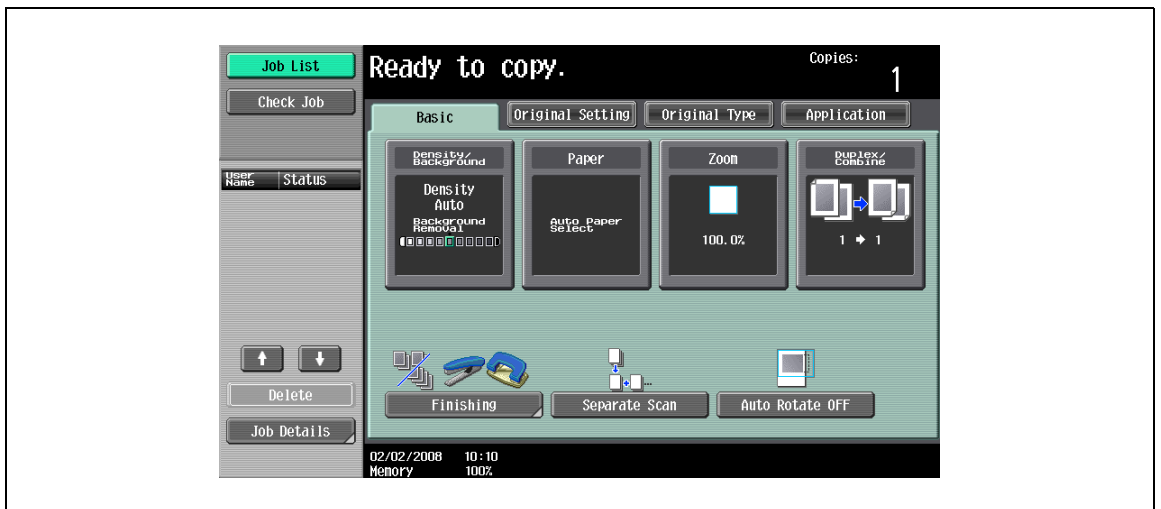 Job List
Check Job
User
Name
Status
Delete
Job Details
Ready to copy.
Copies:
1
Basic
Original Setting
Original Type
Application
Density/
Background
Density
Auto
Background
Removal
Paper
Auto Paper
Select
Zoom
100.0%
Duplex/
Combine
1 → 1
Finishing
Separate Scan
Auto Rotate OFF
02/02/2008 10:10
Memory 100%